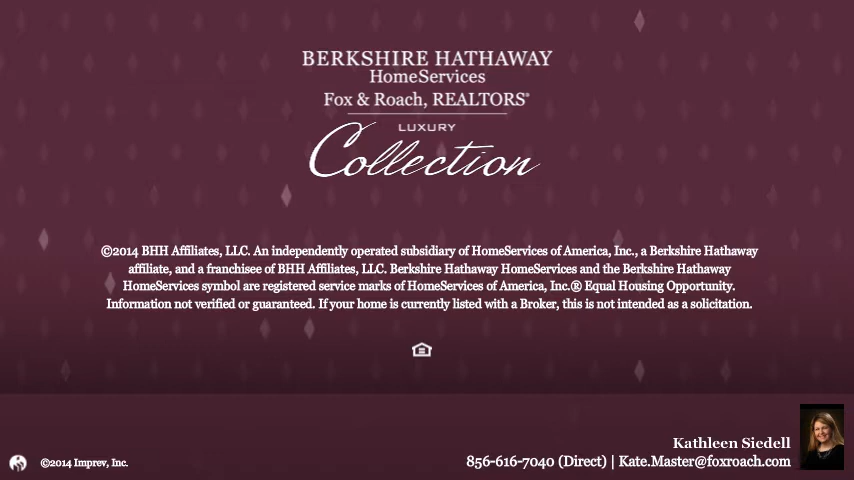 BERKSHIRE HATHAWAY
HomeServices
Fox & Roach, REALTORS®
LUXURY
Collection
©2014 BHH Affiliates, LLC. An independently operated subsidiary of HomeServices of America, Inc., a Berkshire Hathaway
affiliate, and a franchisee of BHH Affiliates, LLC. Berkshire Hathaway HomeServices and the Berkshire Hathaway
HomeServices symbol are registered service marks of HomeServices of America, Inc.® Equal Housing Opportunity.
Information not verified or guaranteed. If your home is currently listed with a Broker, this is not intended as a solicitation.
Kathleen Siedell
856-616-7040 (Direct) | Kate.Master@foxroach.com
©2014 Imprev, Inc.